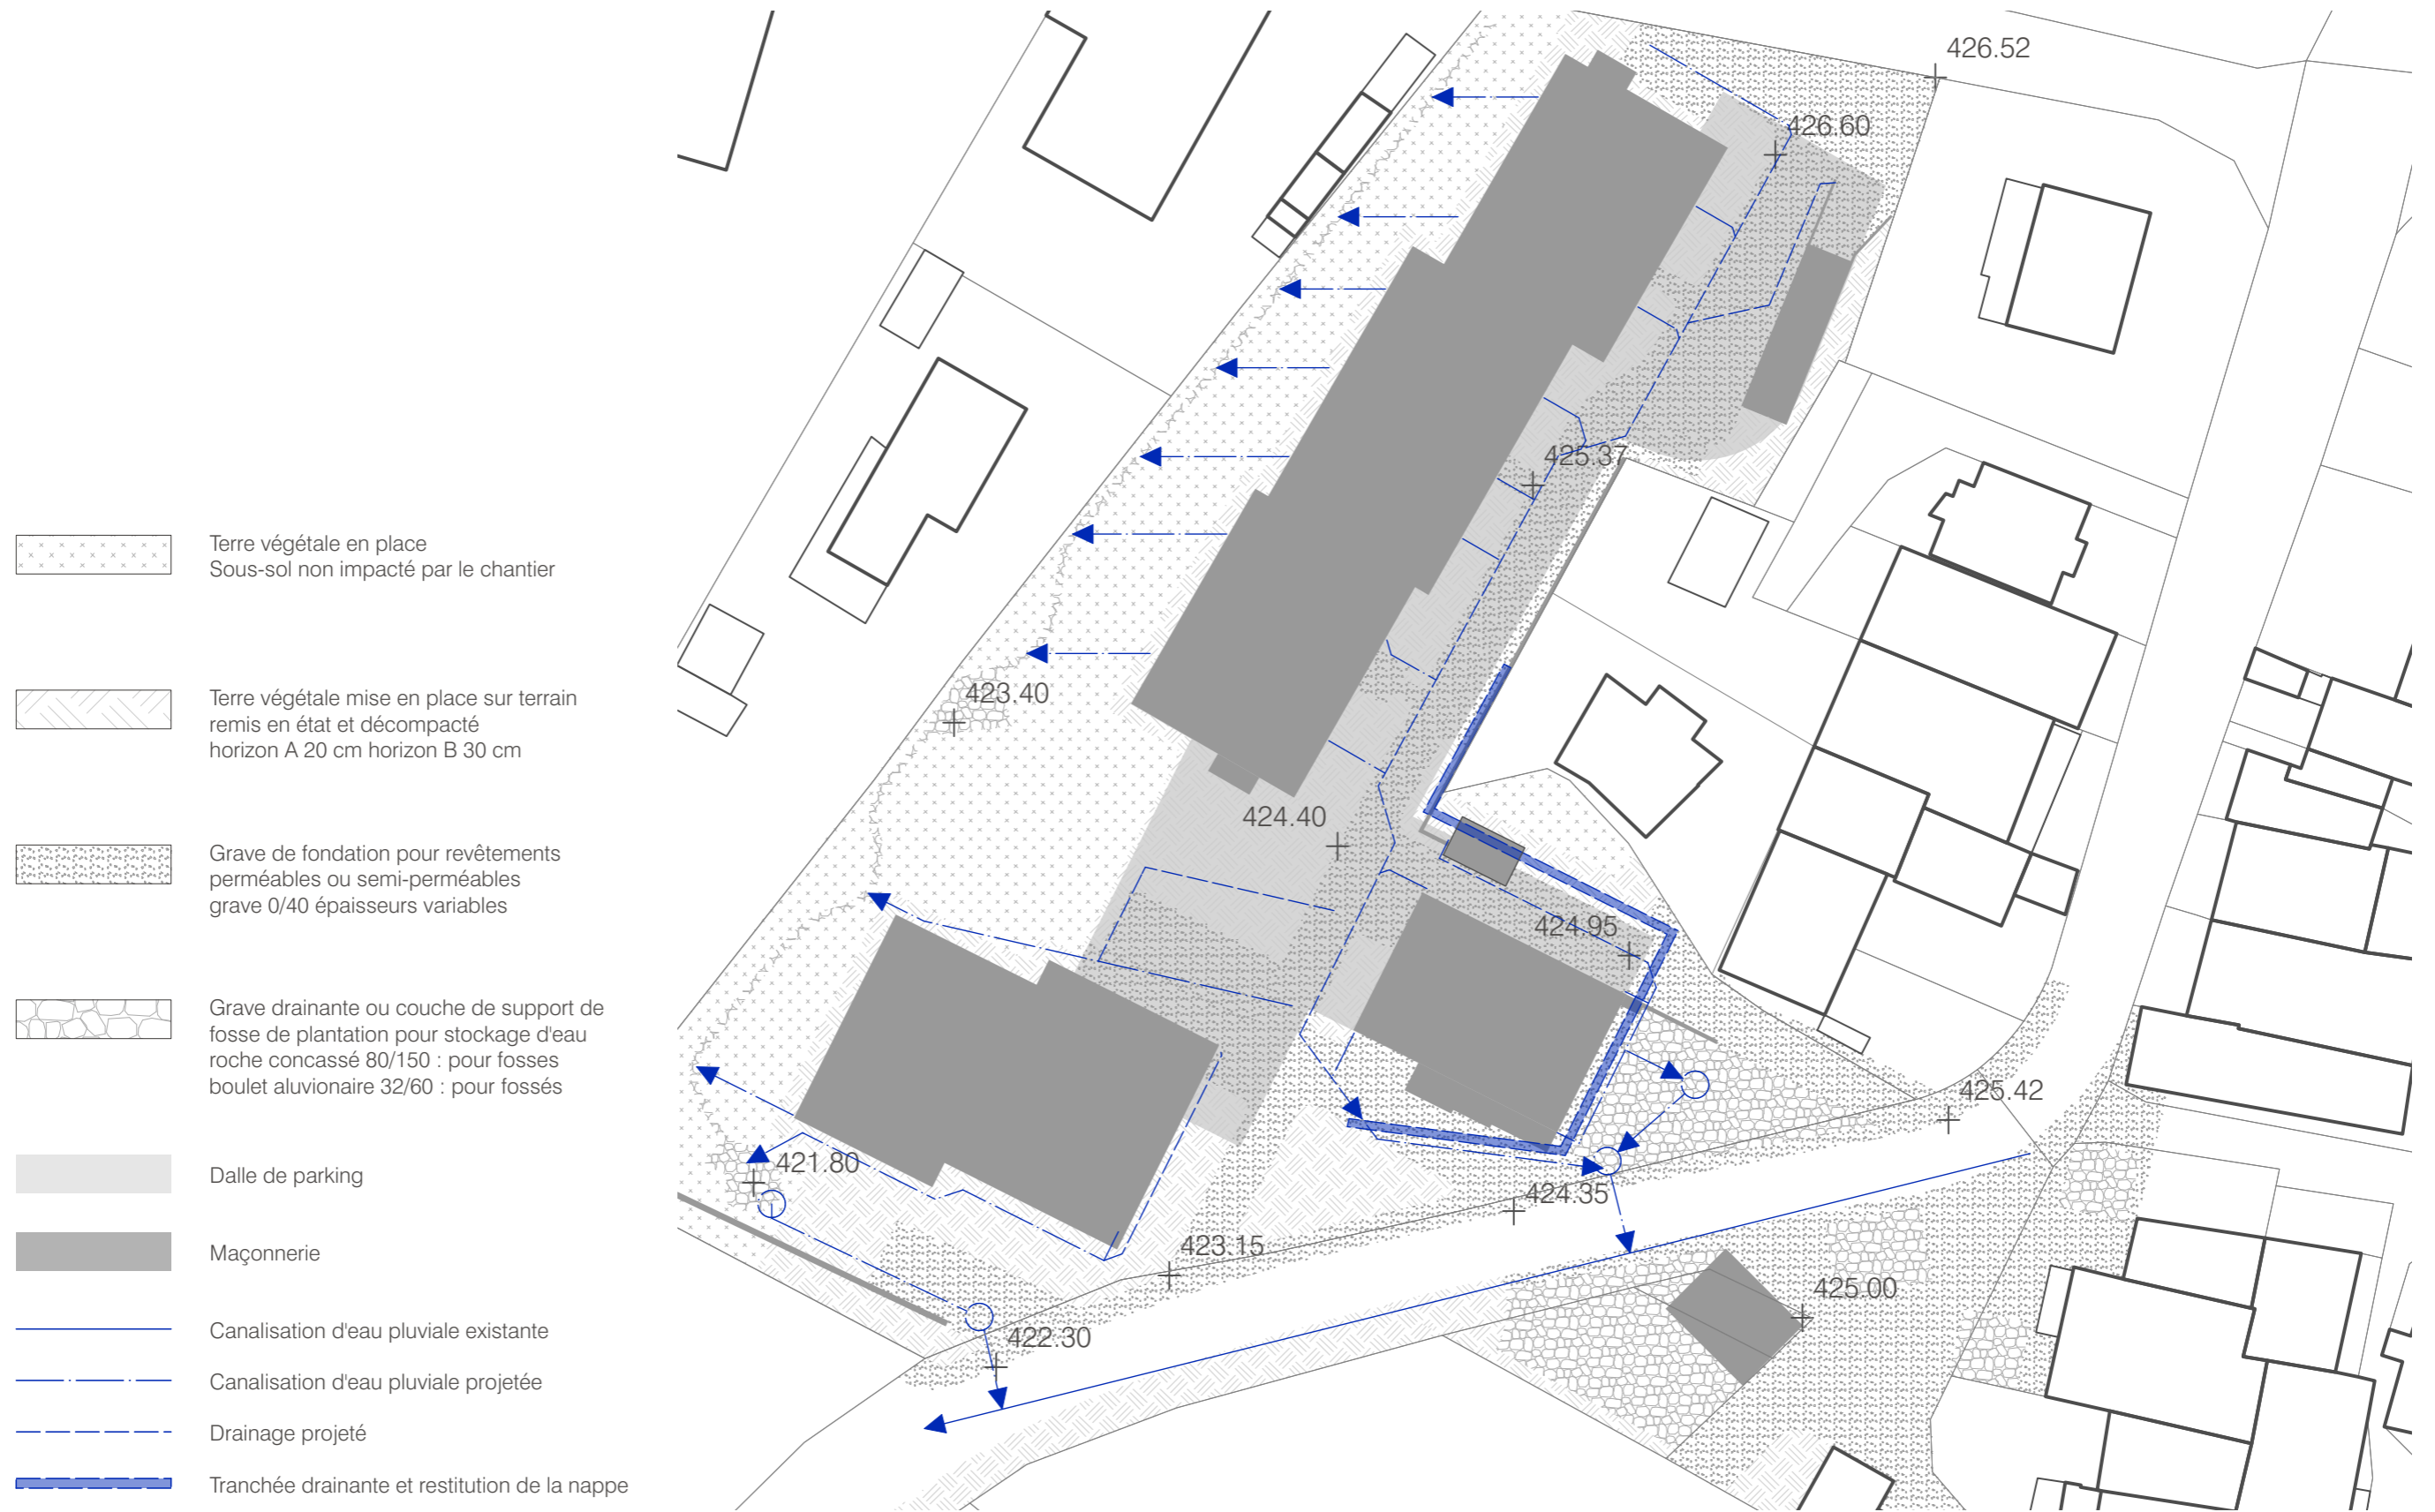 Terre végétale en place
Sous-sol non impacté par le chantier
Terre végétale mise en place sur terrain
remis en état et décompacté
horizon A 20 cm horizon B 30 cm
Grave de fondation pour revêtements
perméables ou semi-perméables
grave 0/40 épaisseurs variables
Grave drainante ou couche de support de
fosse de plantation pour stockage d'eau
roche concassé 80/150 : pour fosses
boulet aluvionaire 32/60 : pour fossés
Dalle de parking
Maçonnerie
Canalisation d'eau pluviale existante
Canalisation d'eau pluviale projetée
Drainage projeté
Tranchée drainante et restitution de la nappe
426.52
426.60
425.37
423.40
424.40
424.95
425.42
421.80
424.35
423.15
425.00
422.30